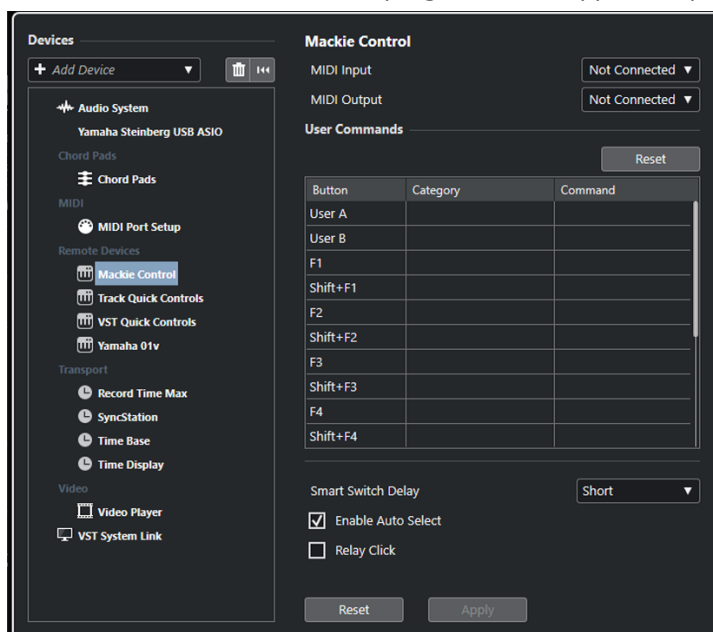 Devices
+ Add Device
Audio System
Yamaha Steinberg USB ASIO
Chord Pads
Chord Pads
MIDI
MIDI Port Setup
Remote Devices
Mackie Control
Track Quick Controls
VST Quick Controls
Yamaha 01v
Transport
Record Time Max
SyncStation
Time Base
Time Display
Video
Video Player
VST System Link
Mackie Control
MIDI Input Not Connected
MIDI Output Not Connected
User Commands
Reset
Button Category Command
User A
User B
F1
Shift+F1
F2
Shift+F2
F3
Shift+F3
F4
Shift+F4
Smart Switch Delay Short
Enable Auto Select
Relay Click
Reset Apply